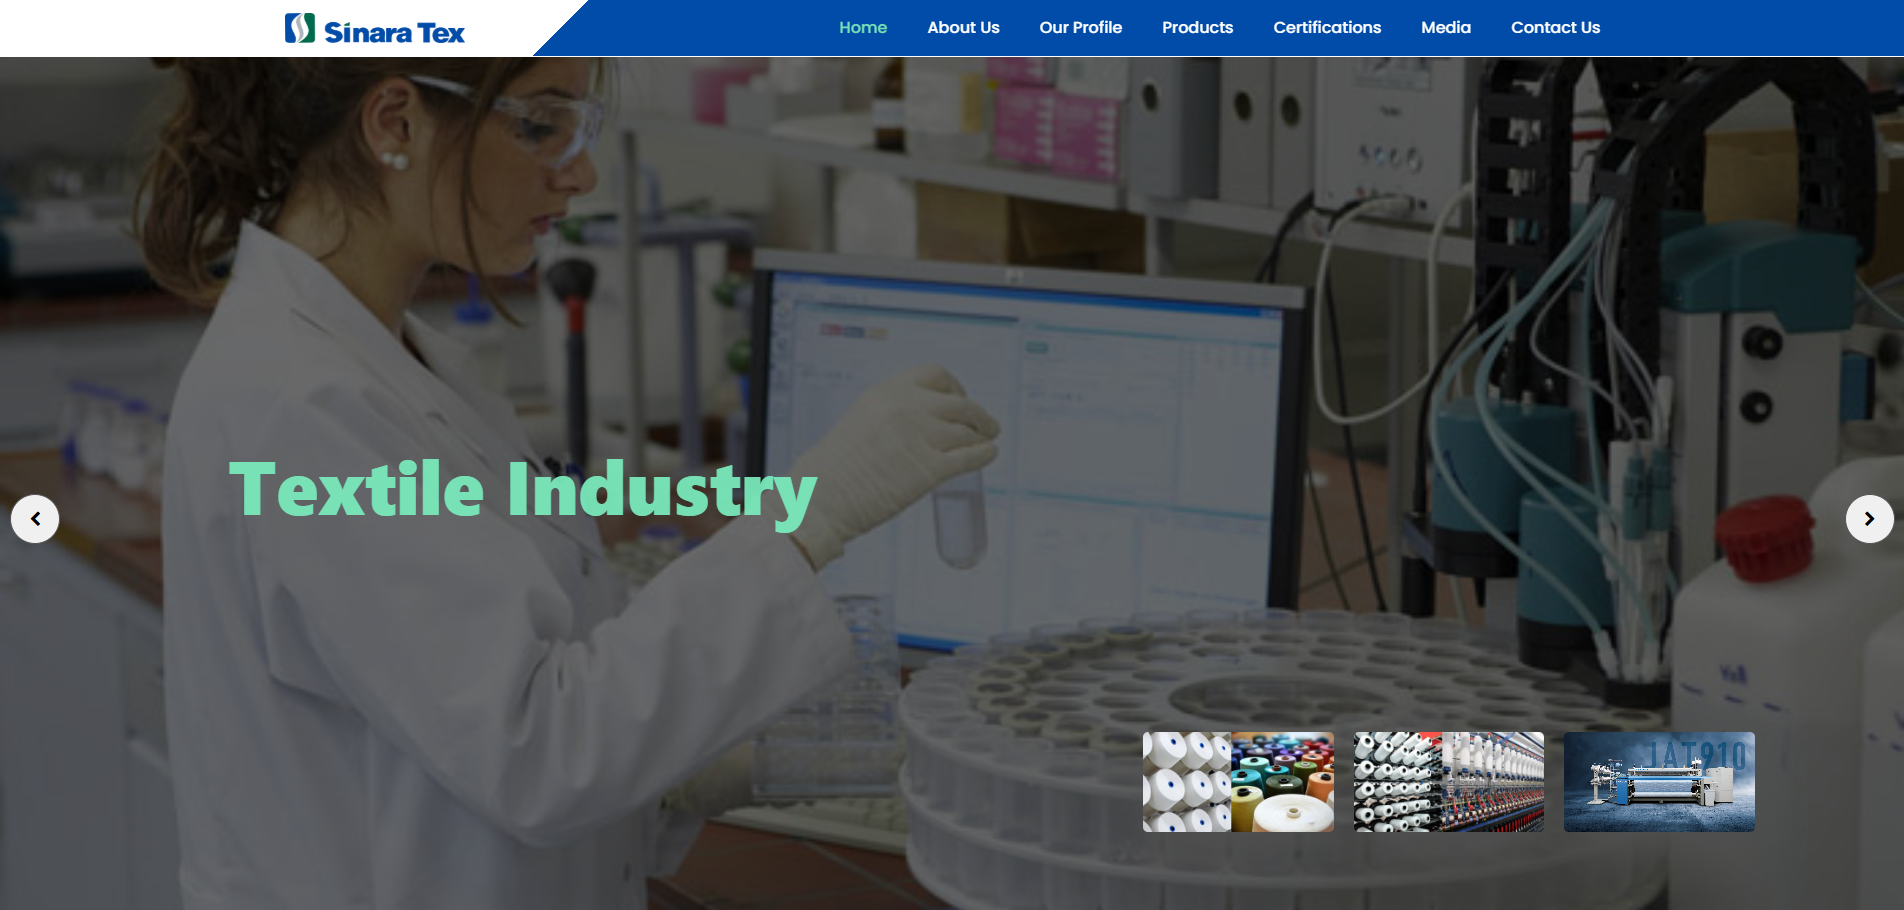 Sinara Tex
Home
About Us
Our Profile
Products
Certifications
Media
Contact Us
Textile Industry
JAT910